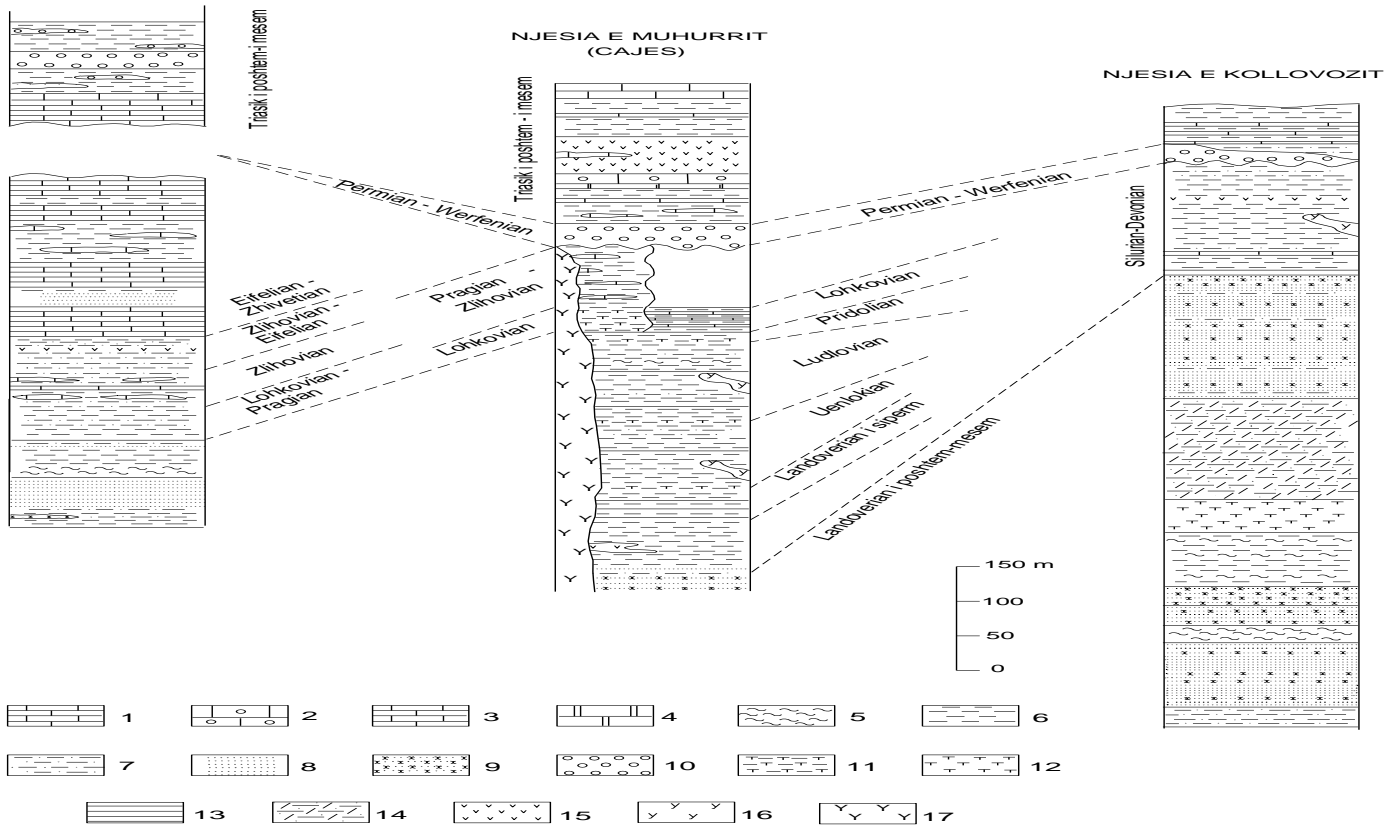 Triasik i poshtem-i mesem
NJESIA E MUHURRIT
(CAJES)
Triasik i poshtem - i mesem
NJESIA E KOLLOVOZIT
Silurian-Devonian
Permian - Werfenian
Permian - Werfenian
Eifelian -
Zhivetian
Zlihovian -
Eifelian
Zlihovian
Lohkovian -
Pragian
Pragian -
Zlihovian
Lohkovian
Lohkovian
Pridolian
Ludlovian
Uenlokian
Landoverian i siperm
Landoverian i poshtem-mesem
150 m
100
50
0
1
2
3
4
5
6
7
8
9
10
11
12
13
14
15
16
17